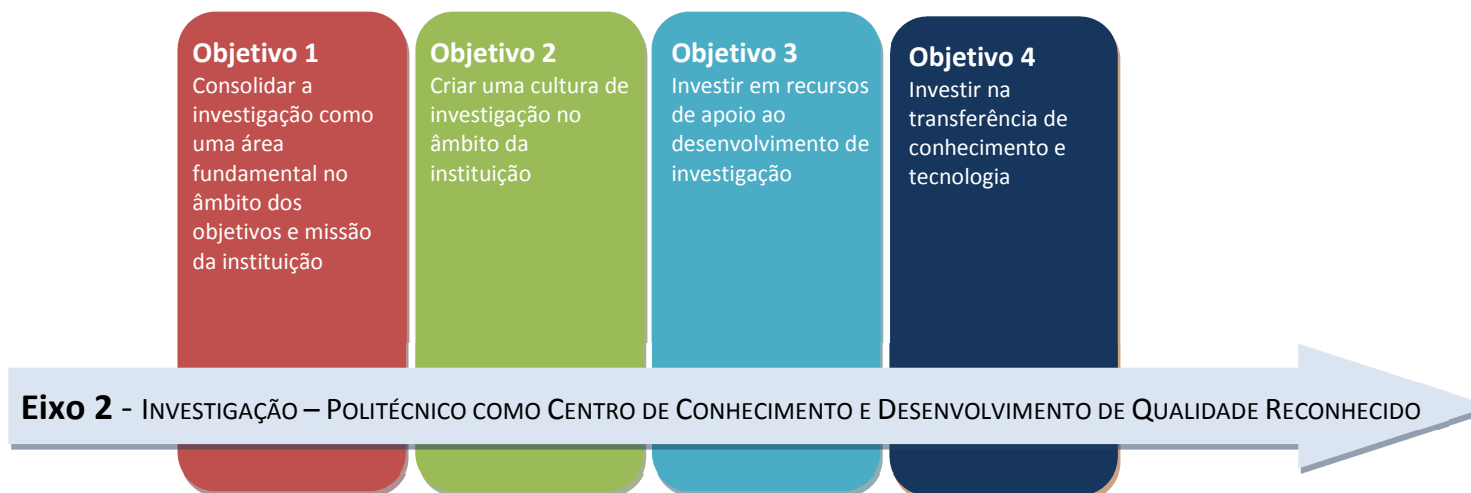 Objetivo 1
Consolidar a
investigação como
uma área
fundamental no
âmbito dos
objetivos e missão
da instituição
Objetivo 2
Criar uma cultura de
investigação no
âmbito da
instituição
Objetivo 3
Investir em recursos
de apoio ao
desenvolvimento de
investigação
Objetivo 4
Investir na
transferência de
conhecimento e
tecnologia
Eixo 2 - INVESTIGAÇÃO – POLITÉCNICO COMO CENTRO DE CONHECIMENTO E DESENVOLVIMENTO DE QUALIDADE RECONHECIDO